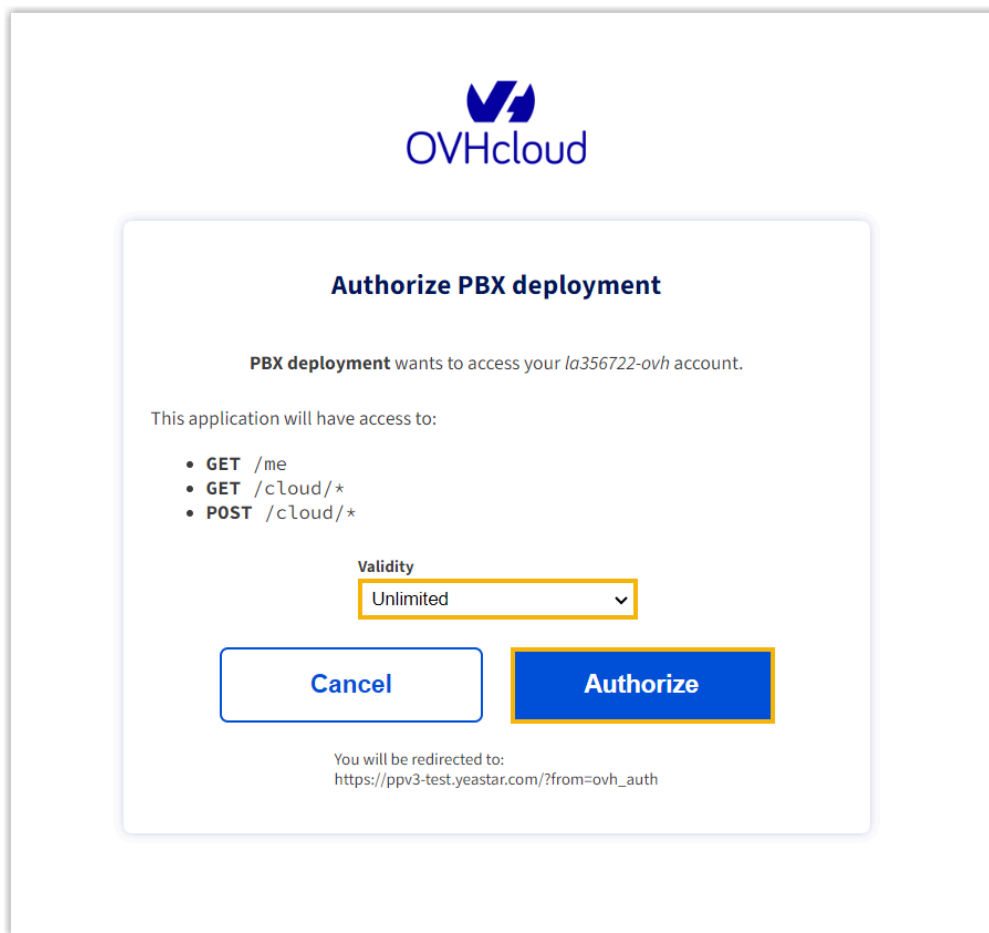 OVHcloud
Authorize PBX deployment
PBX deployment wants to access your la356722-ovh account.
This application will have access to:
• GET /me
• GET /cloud/*
• POST /cloud/*
Validity
Unlimited
Cancel
Authorize
You will be redirected to:
https://ppv3-test.yeastar.com/?from=ovh_auth